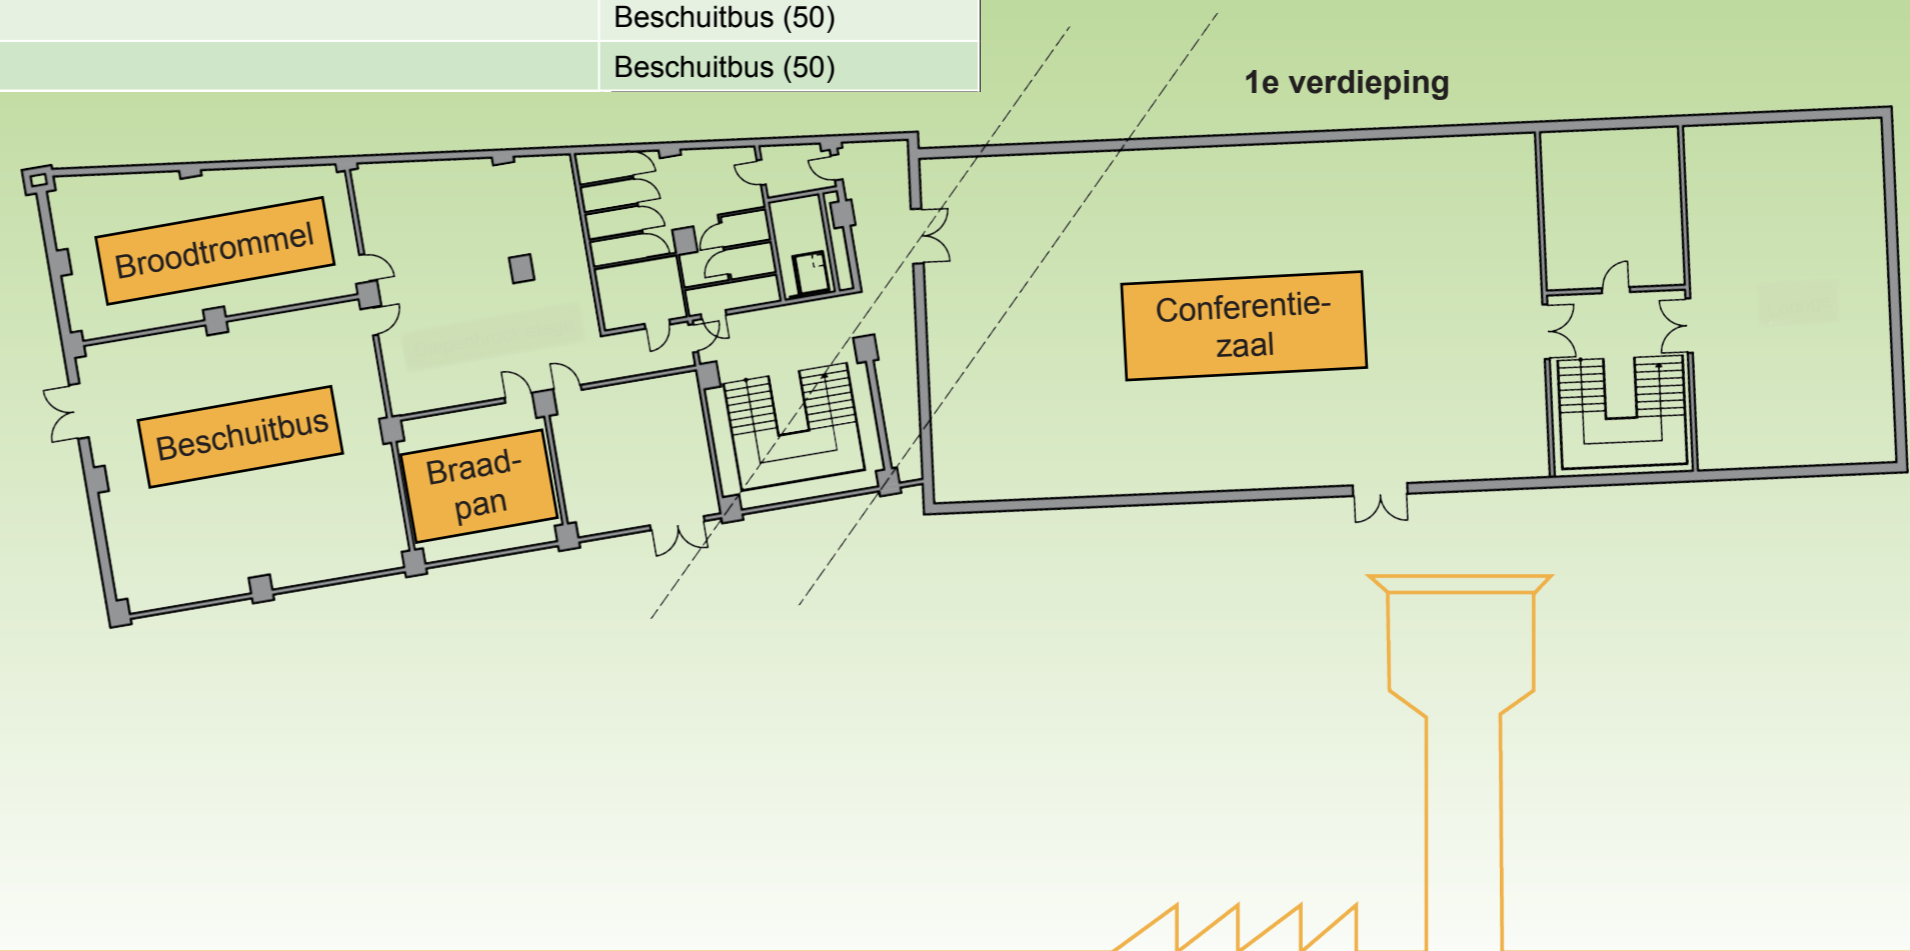 Beschuitbus (50)
Beschuitbus (50)
1e verdieping
Broodtrommel
Beschuitbus
Braad-
pan
Conferentie-
zaal